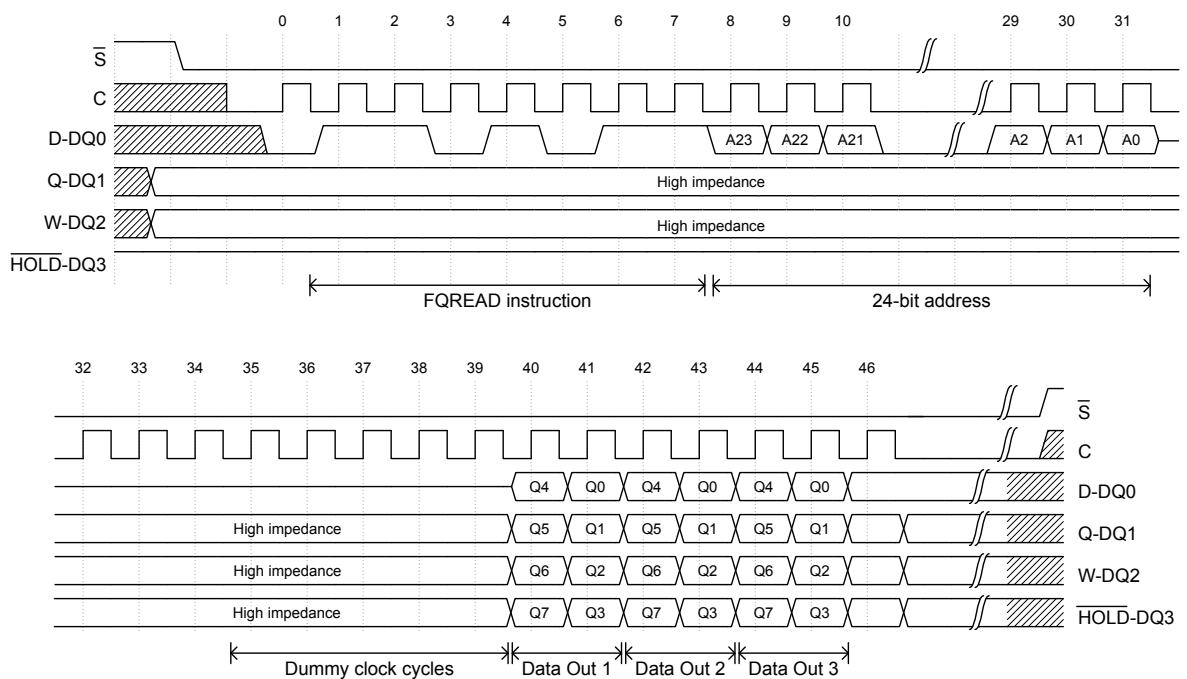 0 1 2 3 4 5 6 7 8 9 10 29 30 31
S
C
D-DQ0 A23 A22 A21 A2 A1 A0
Q-DQ1 High impedance
W-DQ2 High impedance
HOLD-DQ3
FQREAD instruction 24-bit address
32 33 34 35 36 37 38 39 40 41 42 43 44 45 46
S
C
Q4 Q0 Q4 Q0 Q4 Q0 D-DQ0
High impedance Q5 Q1 Q5 Q1 Q5 Q1 Q-DQ1
High impedance Q6 Q2 Q6 Q2 Q6 Q2 W-DQ2
High impedance Q7 Q3 Q7 Q3 Q7 Q3 HOLD-DQ3
Dummy clock cycles Data Out 1 Data Out 2 Data Out 3